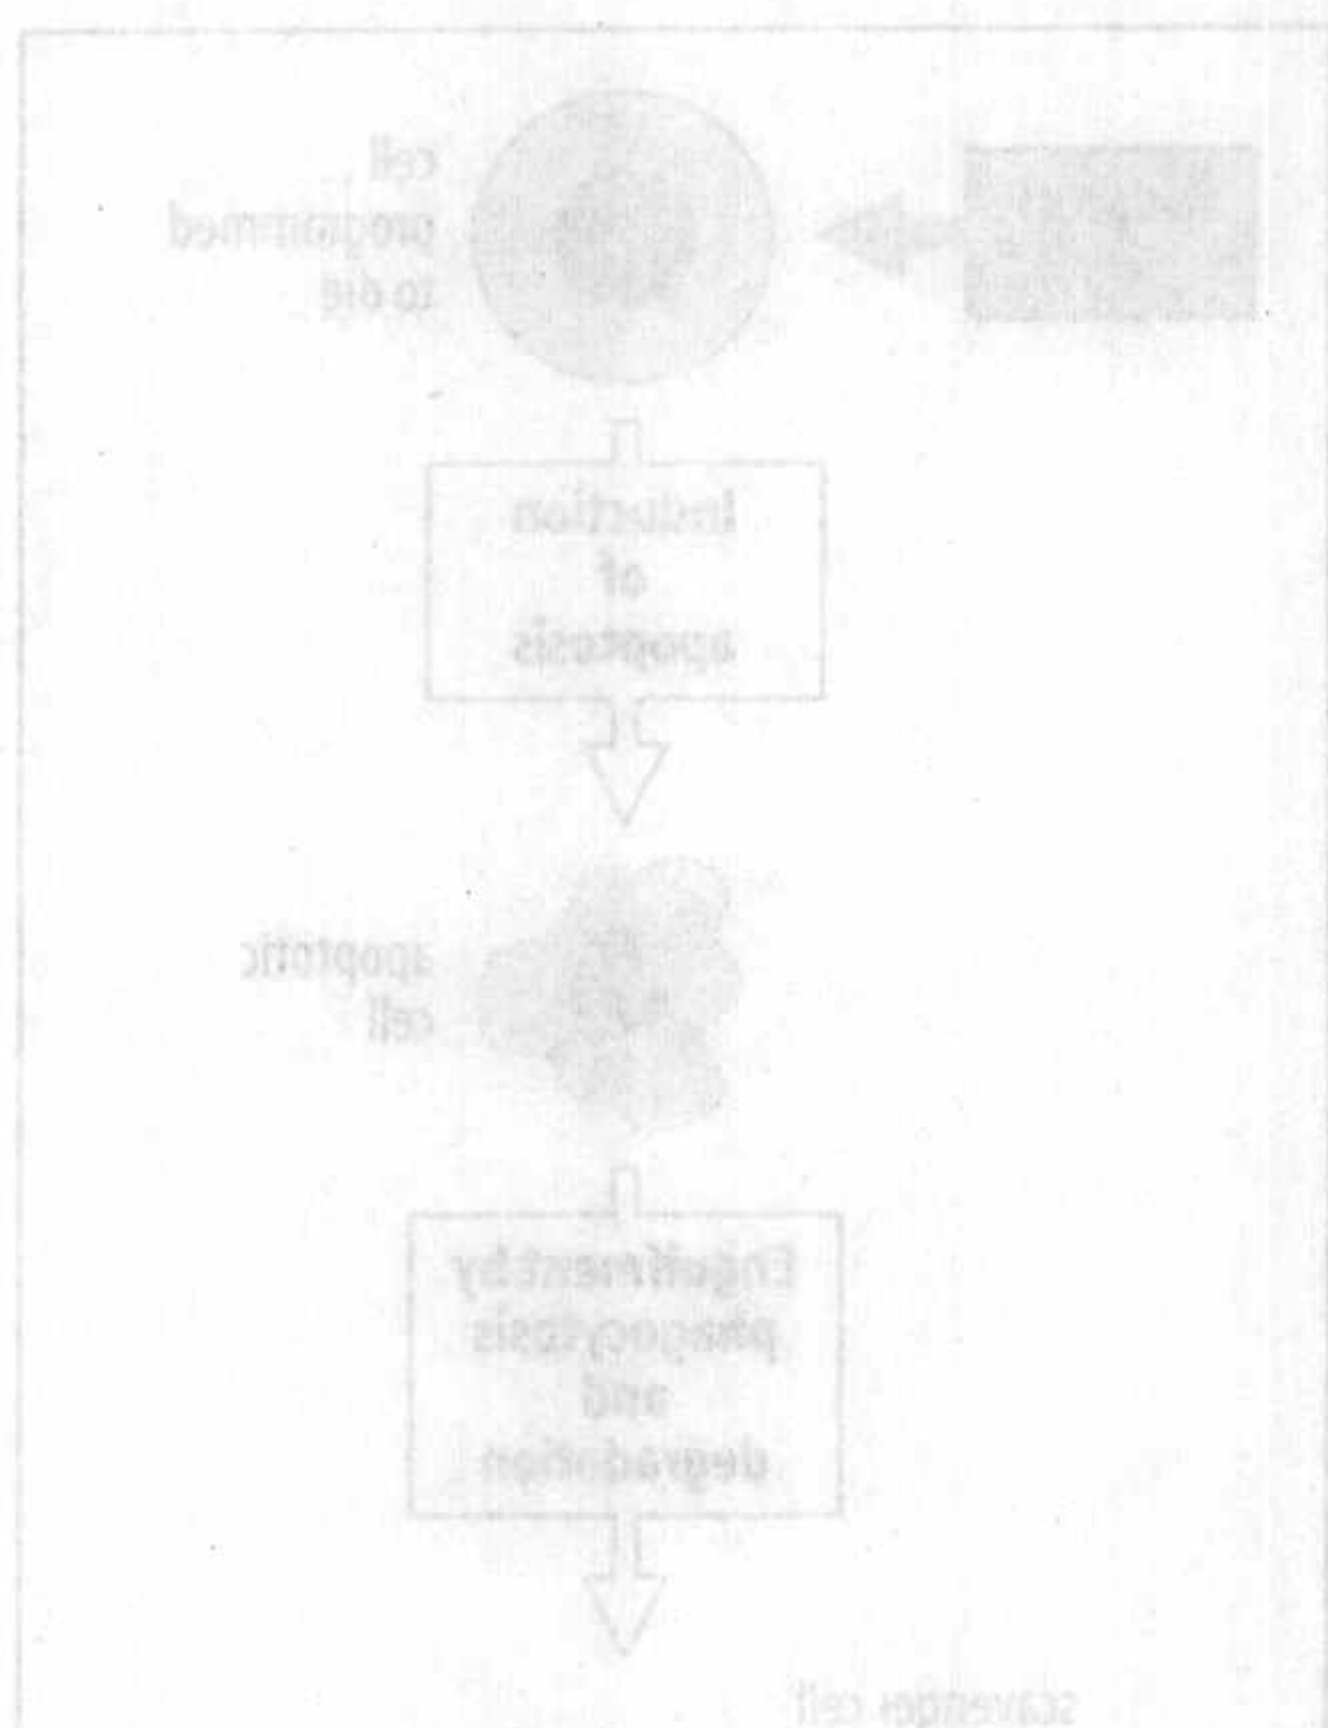 cell
programmed
to die
Induction
of
apoptosis
apoptotic
cell
Engulfment by
phagocytosis
and
degradation
scavenger cell